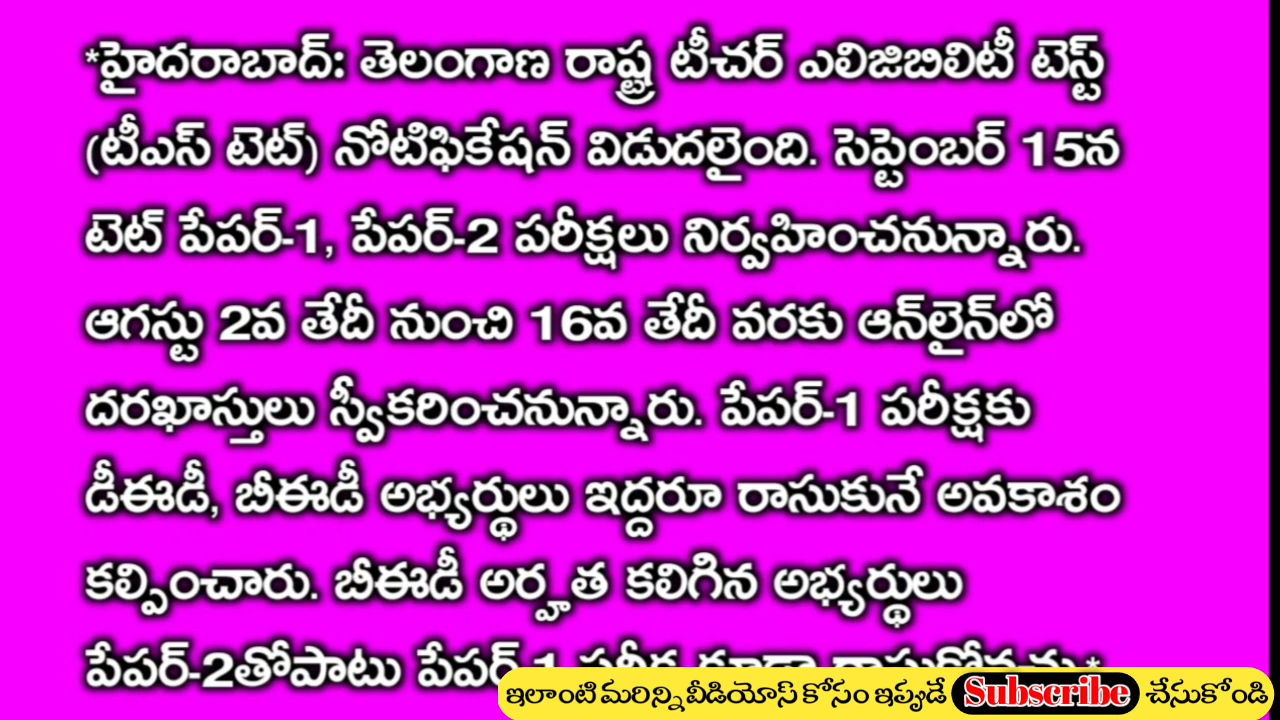 *హైదరాబాద్: తెలంగాణ రాష్ట్ర టీచర్ ఎలిజిబిలిటీ టెస్ట్
(టీఎస్ టెట్) నోటిఫికేషన్ విడుదలైంది. సెప్టెంబర్ 15న
టెట్ పేపర్-1, పేపర్-2 పరీక్షలు నిర్వహించనున్నారు.
ఆగస్టు 2వ తేదీ నుంచి 16వ తేదీ వరకు ఆన్‌లైన్‌లో
దరఖాస్తులు స్వీకరించనున్నారు. పేపర్-1 పరీక్షకు
డీఈడీ, బీఈడీ అభ్యర్థులు ఇద్దరూ రాసుకునే అవకాశం
కల్పించారు. బీఈడీ అర్హత కలిగిన అభ్యర్థులు
పేపర్-2తోపాటు పేపర్-1
ఇలాంటి మరిన్ని వీడియోస్ కోసం ఇప్పుడే Subscribe చేసుకోండి